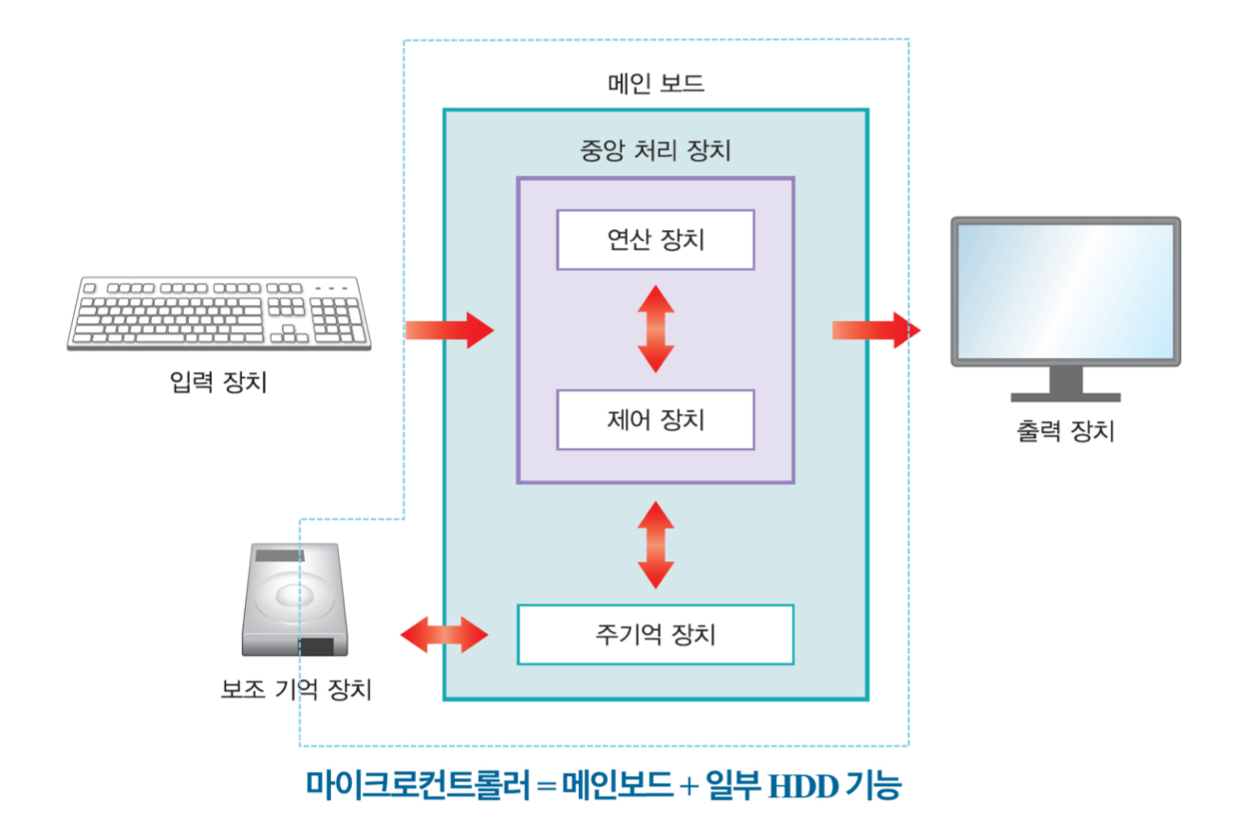 메인 보드
중앙 처리 장치
연산 장치
입력 장치
제어 장치
출력 장치
주기억 장치
보조 기억 장치
마이크로컨트롤러 = 메인보드 + 일부 HDD 기능